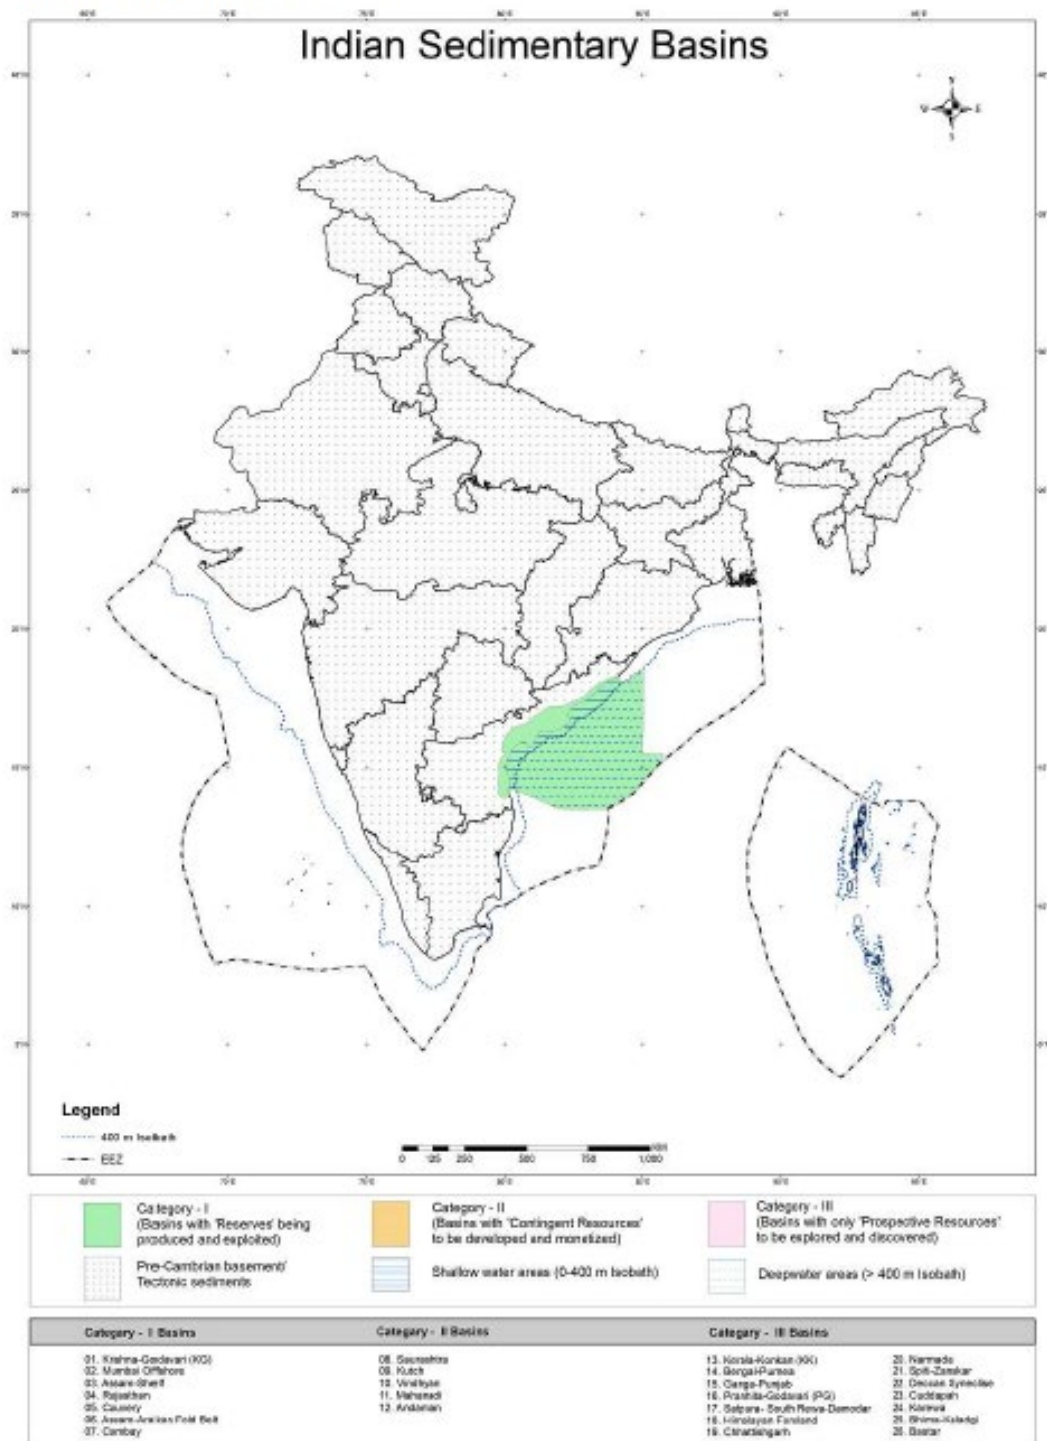 Indian Sedimentary Basins
N
W E
S
Legend
400 m Isobath
EEZ
KM
0 125 250 500 750 1,000
Category - I
(Basins with 'Reserves' being
produced and exploited)
Category - II
(Basins with 'Contingent Resources'
to be developed and monetized)
Category - III
(Basins with only 'Prospective Resources'
to be explored and discovered)
Pre-Cambrian basement/
Tectonic sediments
Shallow water areas (0-400 m Isobath)
Deepwater areas (> 400 m Isobath)
Category - I Basins
01. Krishna-Godavari (KG)
02. Mumbai Offshore
03. Assam-Shelf
04. Rajasthan
05. Cauvery
06. Assam-Arakan Fold Belt
07. Cambay
Category - II Basins
08. Saurashtra
09. Kutch
10. Vindhyan
11. Mahanadi
12. Andaman
Category - III Basins
13. Kerala-Konkan (KK)
14. Bengal-Purnea
15. Ganga-Punjab
16. Pranhita-Godavari (PG)
17. Satpura- South Rewa-Damodar
18. Himalayan Foreland
19. Chhattisgarh
20. Narmada
21. Spiti-Zanskar
22. Deccan Syneclise
23. Cuddapah
24. Karewa
25. Bhima-Kaladgi
26. Bastar